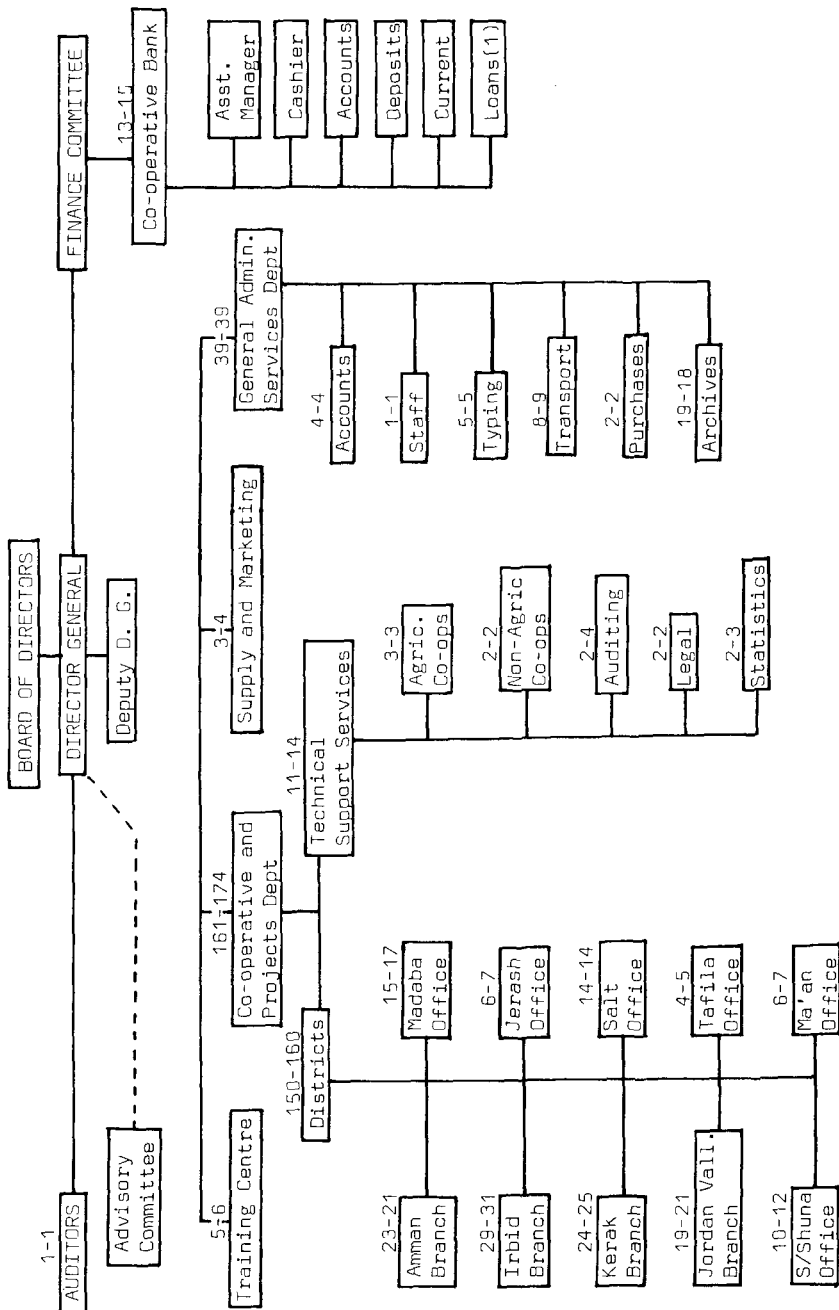 BOARD OF DIRECTORS
1-1
AUDITORS
DIRECTOR GENERAL
FINANCE COMMITTEE
Deputy D. G.
Advisory
Committee
13-15
Co-operative Bank
Asst.
Manager
Cashier
Accounts
Deposits
Current
Loans(1)
5-6
Training Centre
161-174
Co-operative and
Projects Dept
3-4
Supply and Marketing
39-39
General Admin.
Services Dept
150-160
Districts
11-14
Technical
Support Services
23-21
Amman
Branch
15-17
Madaba
Office
29-31
Irbid
Branch
6-7
Jerash
Office
24-25
Kerak
Branch
14-14
Salt
Office
19-21
Jordan Vall.
Branch
4-5
Tafila
Office
10-12
S/Shuna
Office
6-7
Ma'an
Office
3-3
Agric.
Co-ops
2-2
Non-Agric
Co-ops
2-4
Auditing
2-2
Legal
2-3
Statistics
4-4
Accounts
1-1
Staff
5-5
Typing
8-9
Transport
2-2
Purchases
19-18
Archives